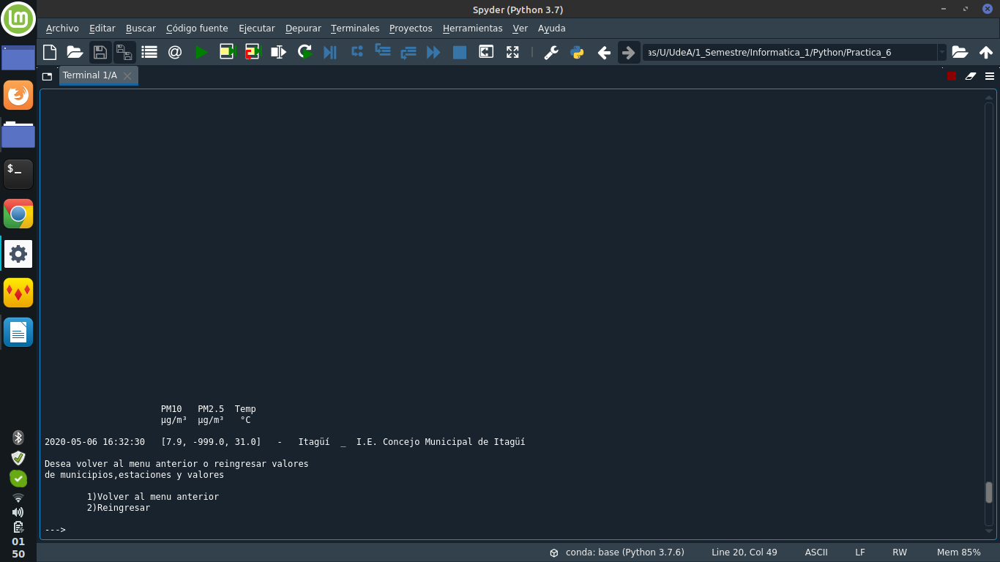 Spyder (Python 3.7)
Archivo Editar Buscar Código fuente Ejecutar Depurar Terminales Proyectos Herramientas Ver Ayuda
as/U/UdeA/1_Semestre/Informatica_1/Python/Practica_6
Terminal 1/A
PM10 PM2.5 Temp
µg/m³ µg/m³ °C
2020-05-06 16:32:30 [7.9, -999.0, 31.0] - Itagüí _ I.E. Concejo Municipal de Itagüí
Desea volver al menu anterior o reingresar valores
de municipios,estaciones y valores
1)Volver al menu anterior
2)Reingresar
--->
$_
01
50
conda: base (Python 3.7.6) Line 20, Col 49 ASCII LF RW Mem 85%